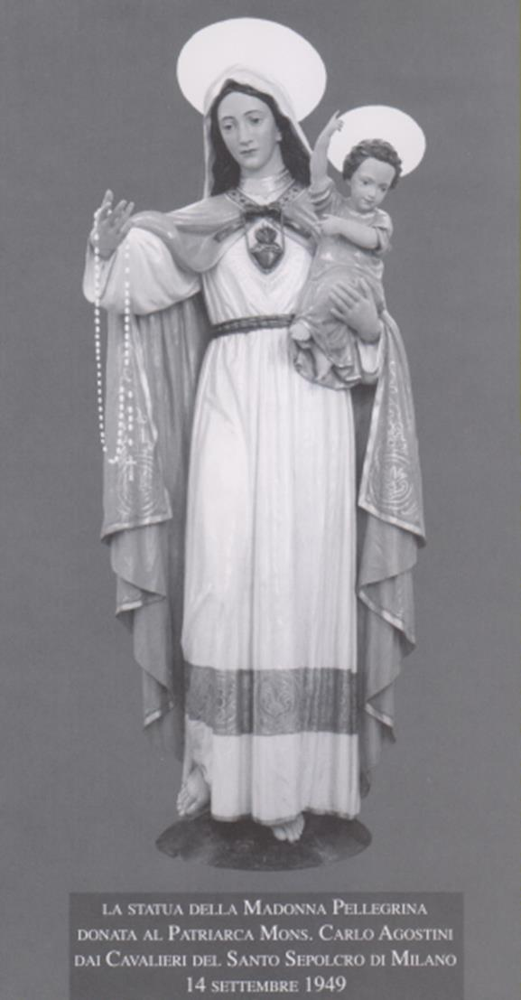 LA STATUA DELLA MADONNA PELLEGRINA
DONATA AL PATRIARCA MONS. CARLO AGOSTINI
DAI CAVALIERI DEL SANTO SEPOLCRO DI MILANO
14 SETTEMBRE 1949